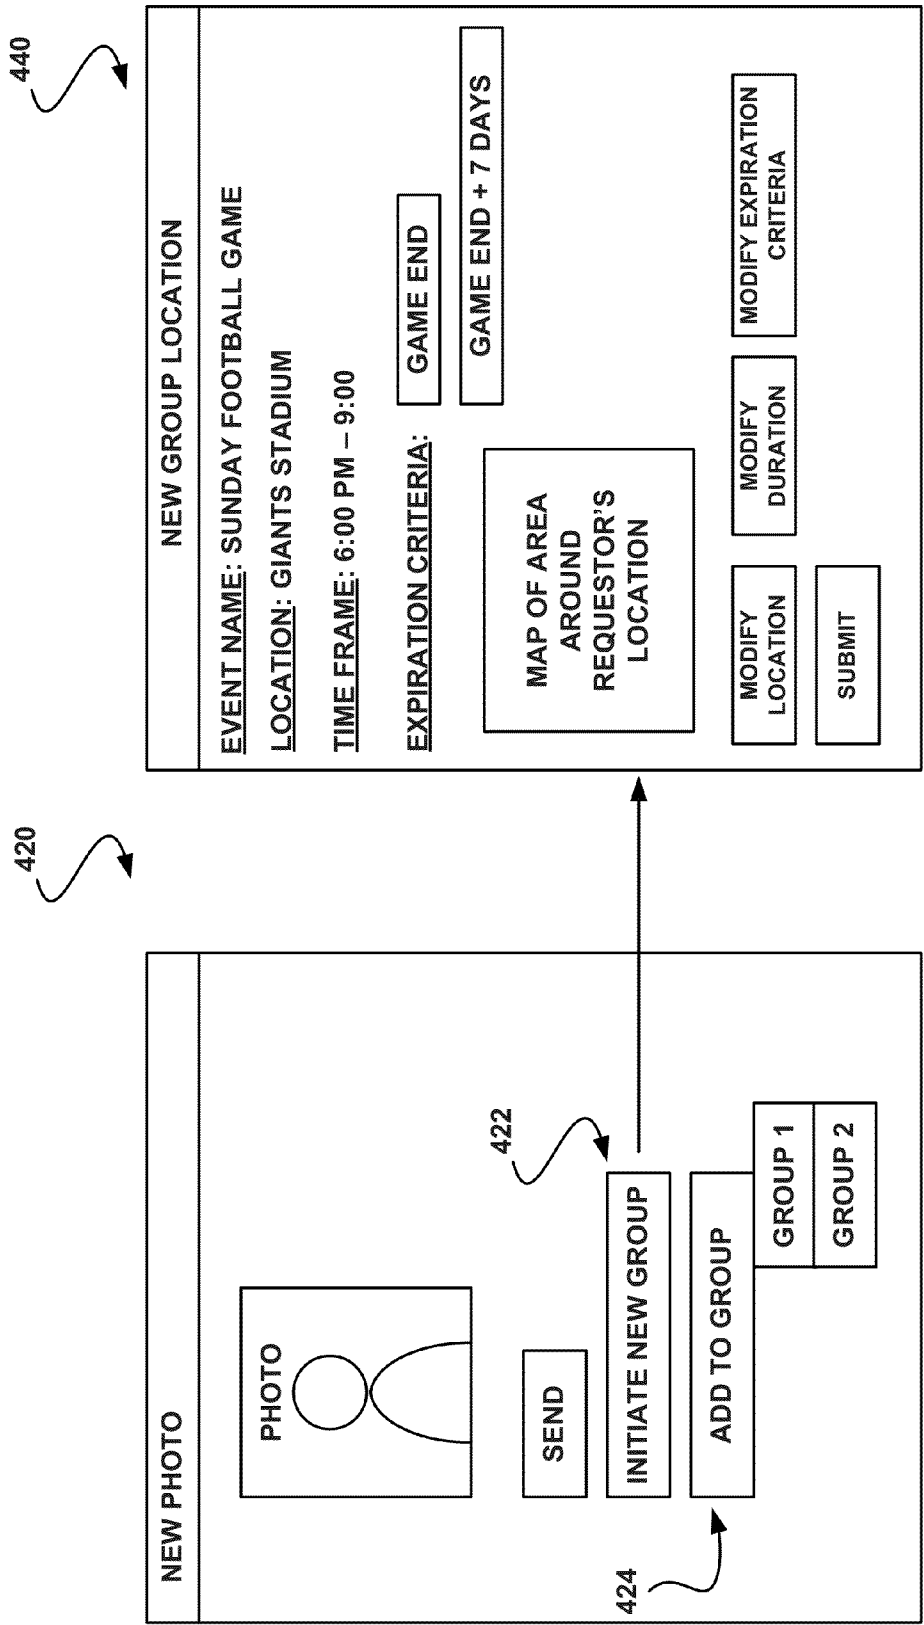 420
NEW PHOTO
PHOTO
SEND
422
INITIATE NEW GROUP
424
ADD TO GROUP
GROUP 1
GROUP 2
440
NEW GROUP LOCATION
EVENT NAME: SUNDAY FOOTBALL GAME
LOCATION: GIANTS STADIUM
TIME FRAME: 6:00 PM – 9:00
EXPIRATION CRITERIA:
GAME END
GAME END + 7 DAYS
MAP OF AREA
AROUND
REQUESTOR'S
LOCATION
MODIFY
LOCATION
MODIFY
DURATION
MODIFY EXPIRATION
CRITERIA
SUBMIT